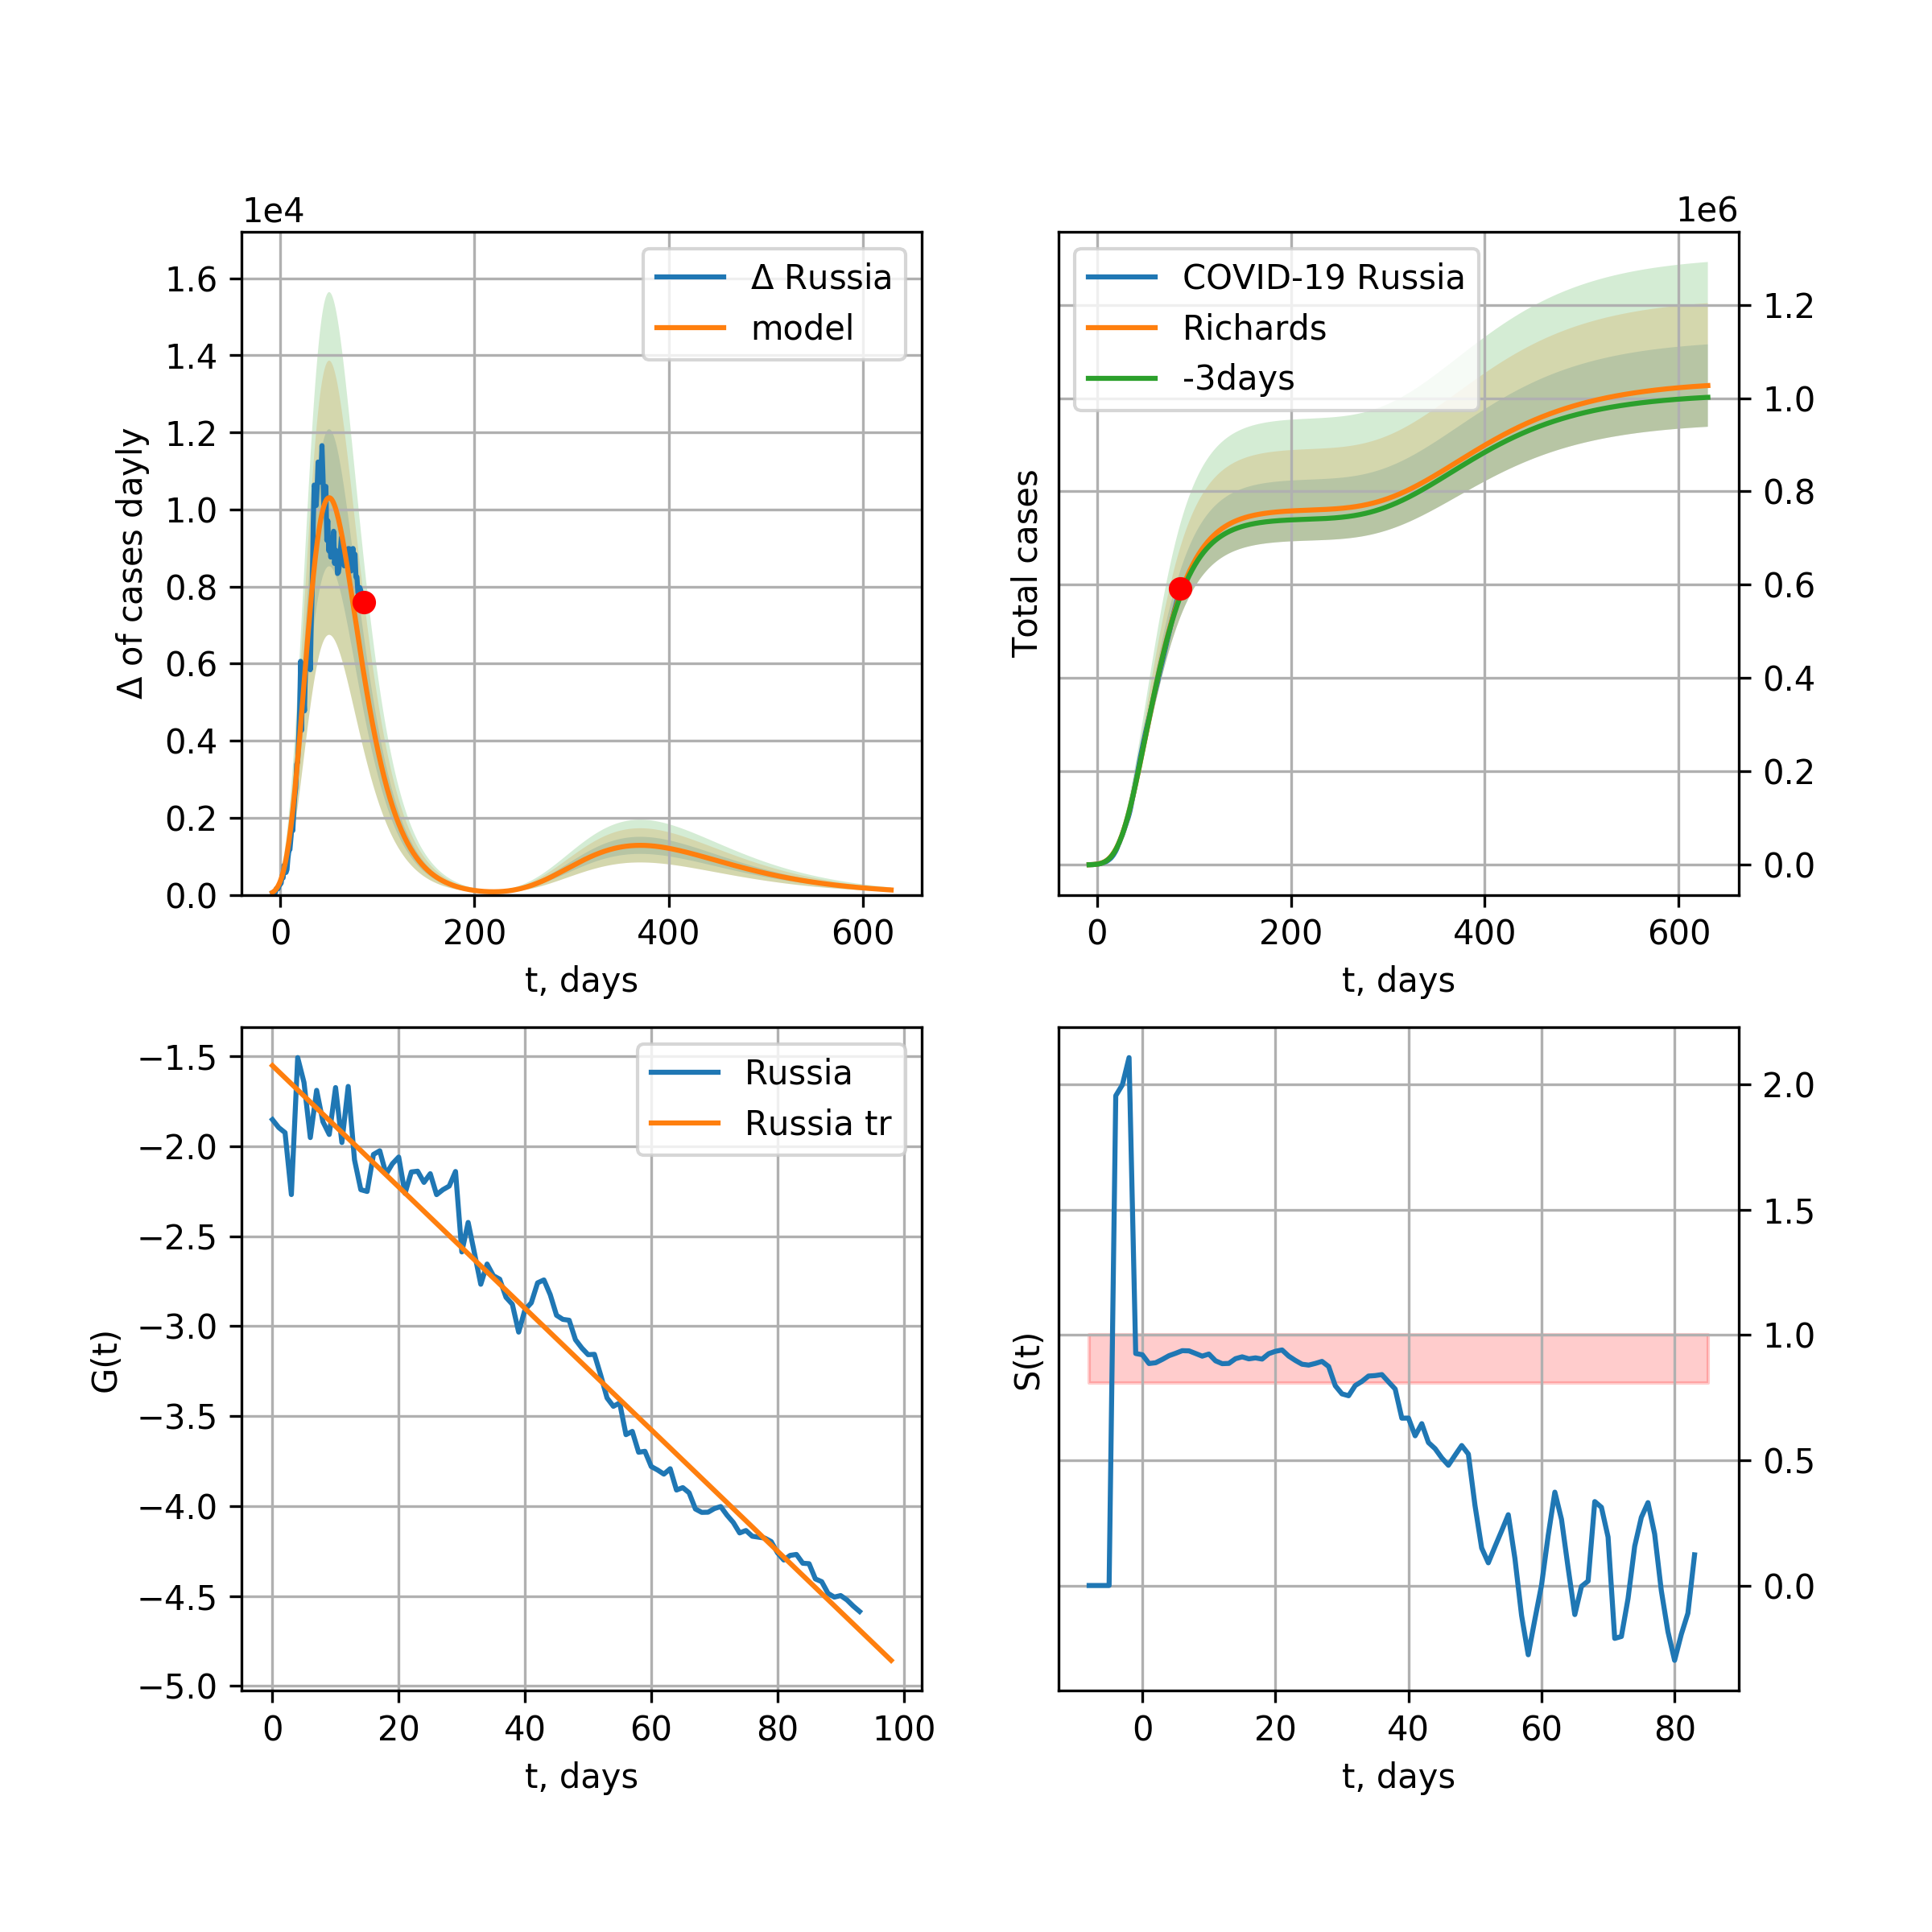 1e4
1.6
1.4
1.2
1.0
0.8
0.6
0.4
0.2
0.0
Δ of cases dayly
Δ Russia
model
0 200 400 600
t, days
1e6
COVID-19 Russia
Richards
-3days
Total cases
1.2
1.0
0.8
0.6
0.4
0.2
0.0
0 200 400 600
t, days
−1.5
−2.0
−2.5
−3.0
−3.5
−4.0
−4.5
−5.0
G(t)
Russia
Russia tr
0 20 40 60 80 100
t, days
S(t)
2.0
1.5
1.0
0.5
0.0
0 20 40 60 80
t, days